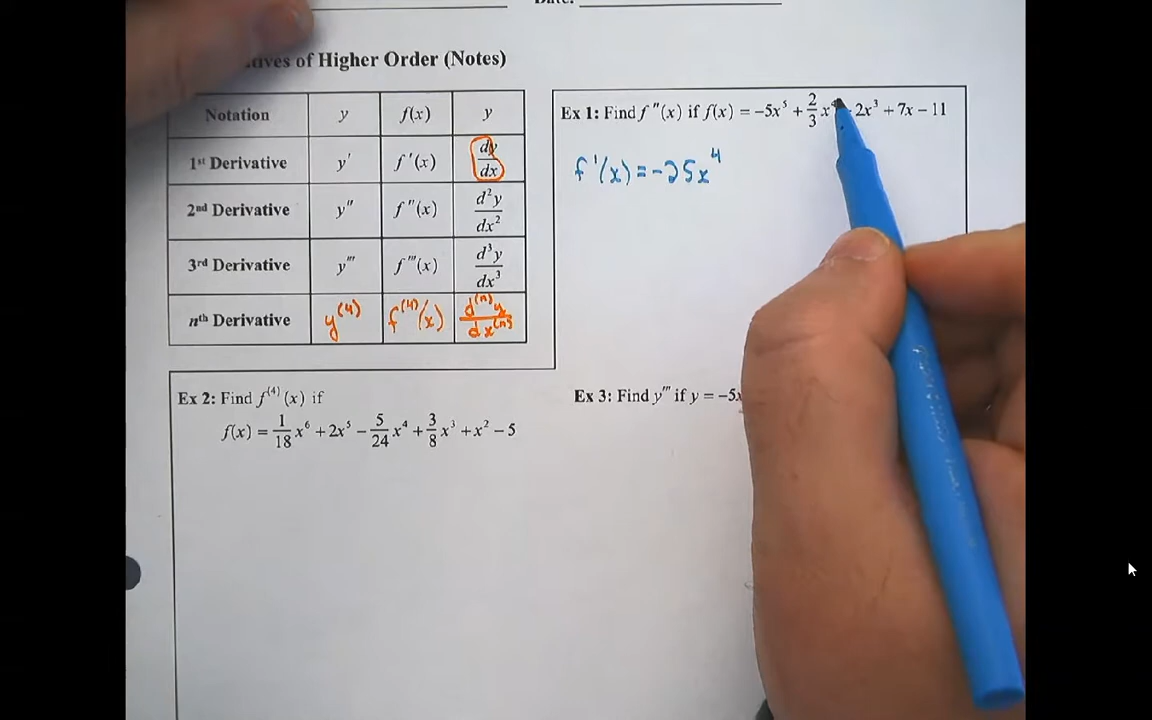 Date:
of Higher Order (Notes)
Notation y f(x) y
1st Derivative y' f'(x) dy/dx
2nd Derivative y" f"(x) d²y/dx²
3rd Derivative y''' f'''(x) d³y/dx³
nth Derivative y⁽⁴⁾ f⁽⁴⁾(x) d⁽ⁿ⁾y/dx⁽ⁿ⁾
Ex 1: Find f"(x) if f(x) = −5x⁵ + 2/3 x⁴ 2x³ + 7x − 11
f'(x) = −25x⁴
Ex 2: Find f⁽⁴⁾(x) if
f(x) = 1/18 x⁶ + 2x⁵ − 5/24 x⁴ + 3/8 x³ + x² − 5
Ex 3: Find y''' if y = −5x